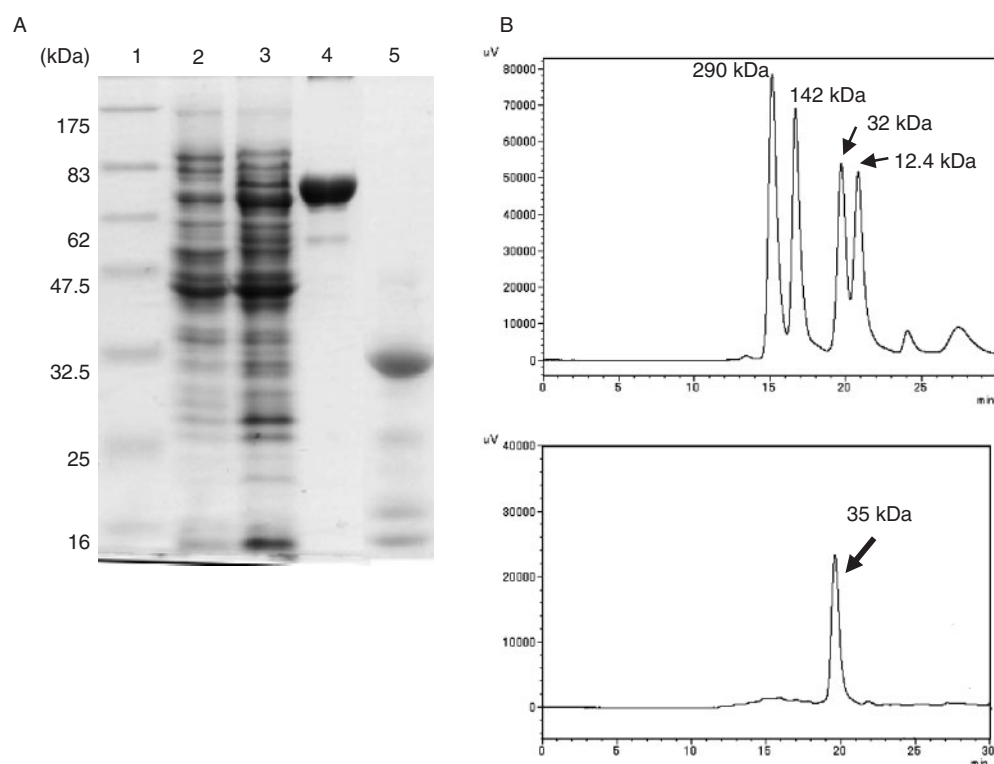 A
(kDa) 1 2 3 4 5
175
83
62
47.5
32.5
25
16
B
uV
80000
70000
60000
50000
40000
30000
20000
10000
0
290 kDa
142 kDa
32 kDa
12.4 kDa
0 5 10 15 20 25
min
uV
40000
30000
20000
10000
0
35 kDa
0 5 10 15 20 25 30
min